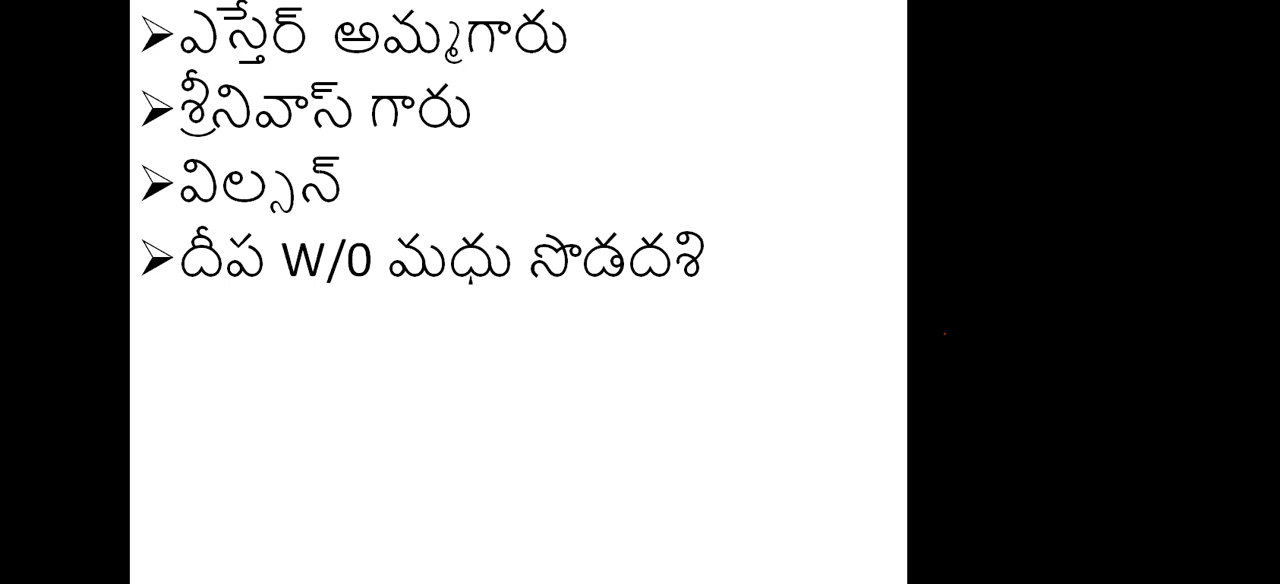 ➢ఎస్తేర్ అమ్మగారు
➢శ్రీనివాస్ గారు
➢విల్సన్
➢దీప W/0 మధు సొడదశి